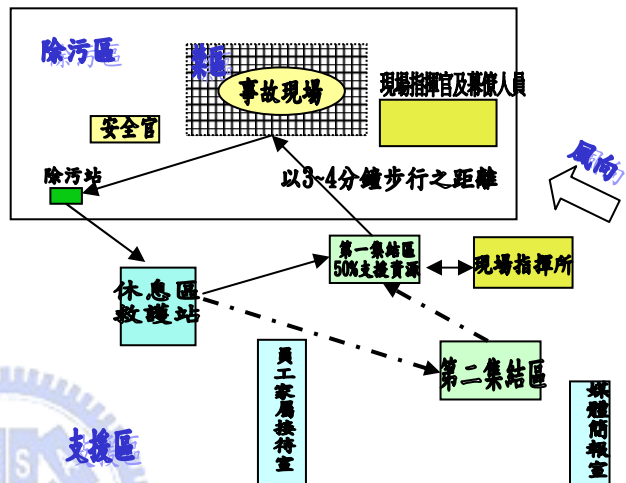 除污區
禁區
事故現場
現場指揮官及幕僚人員
安全官
風向
除污站
以3~4分鐘步行之距離
第一集結區
50%支援資源
現場指揮所
休息區
救護站
員工家屬接待室
第二集結區
媒體簡報室
支援區
S